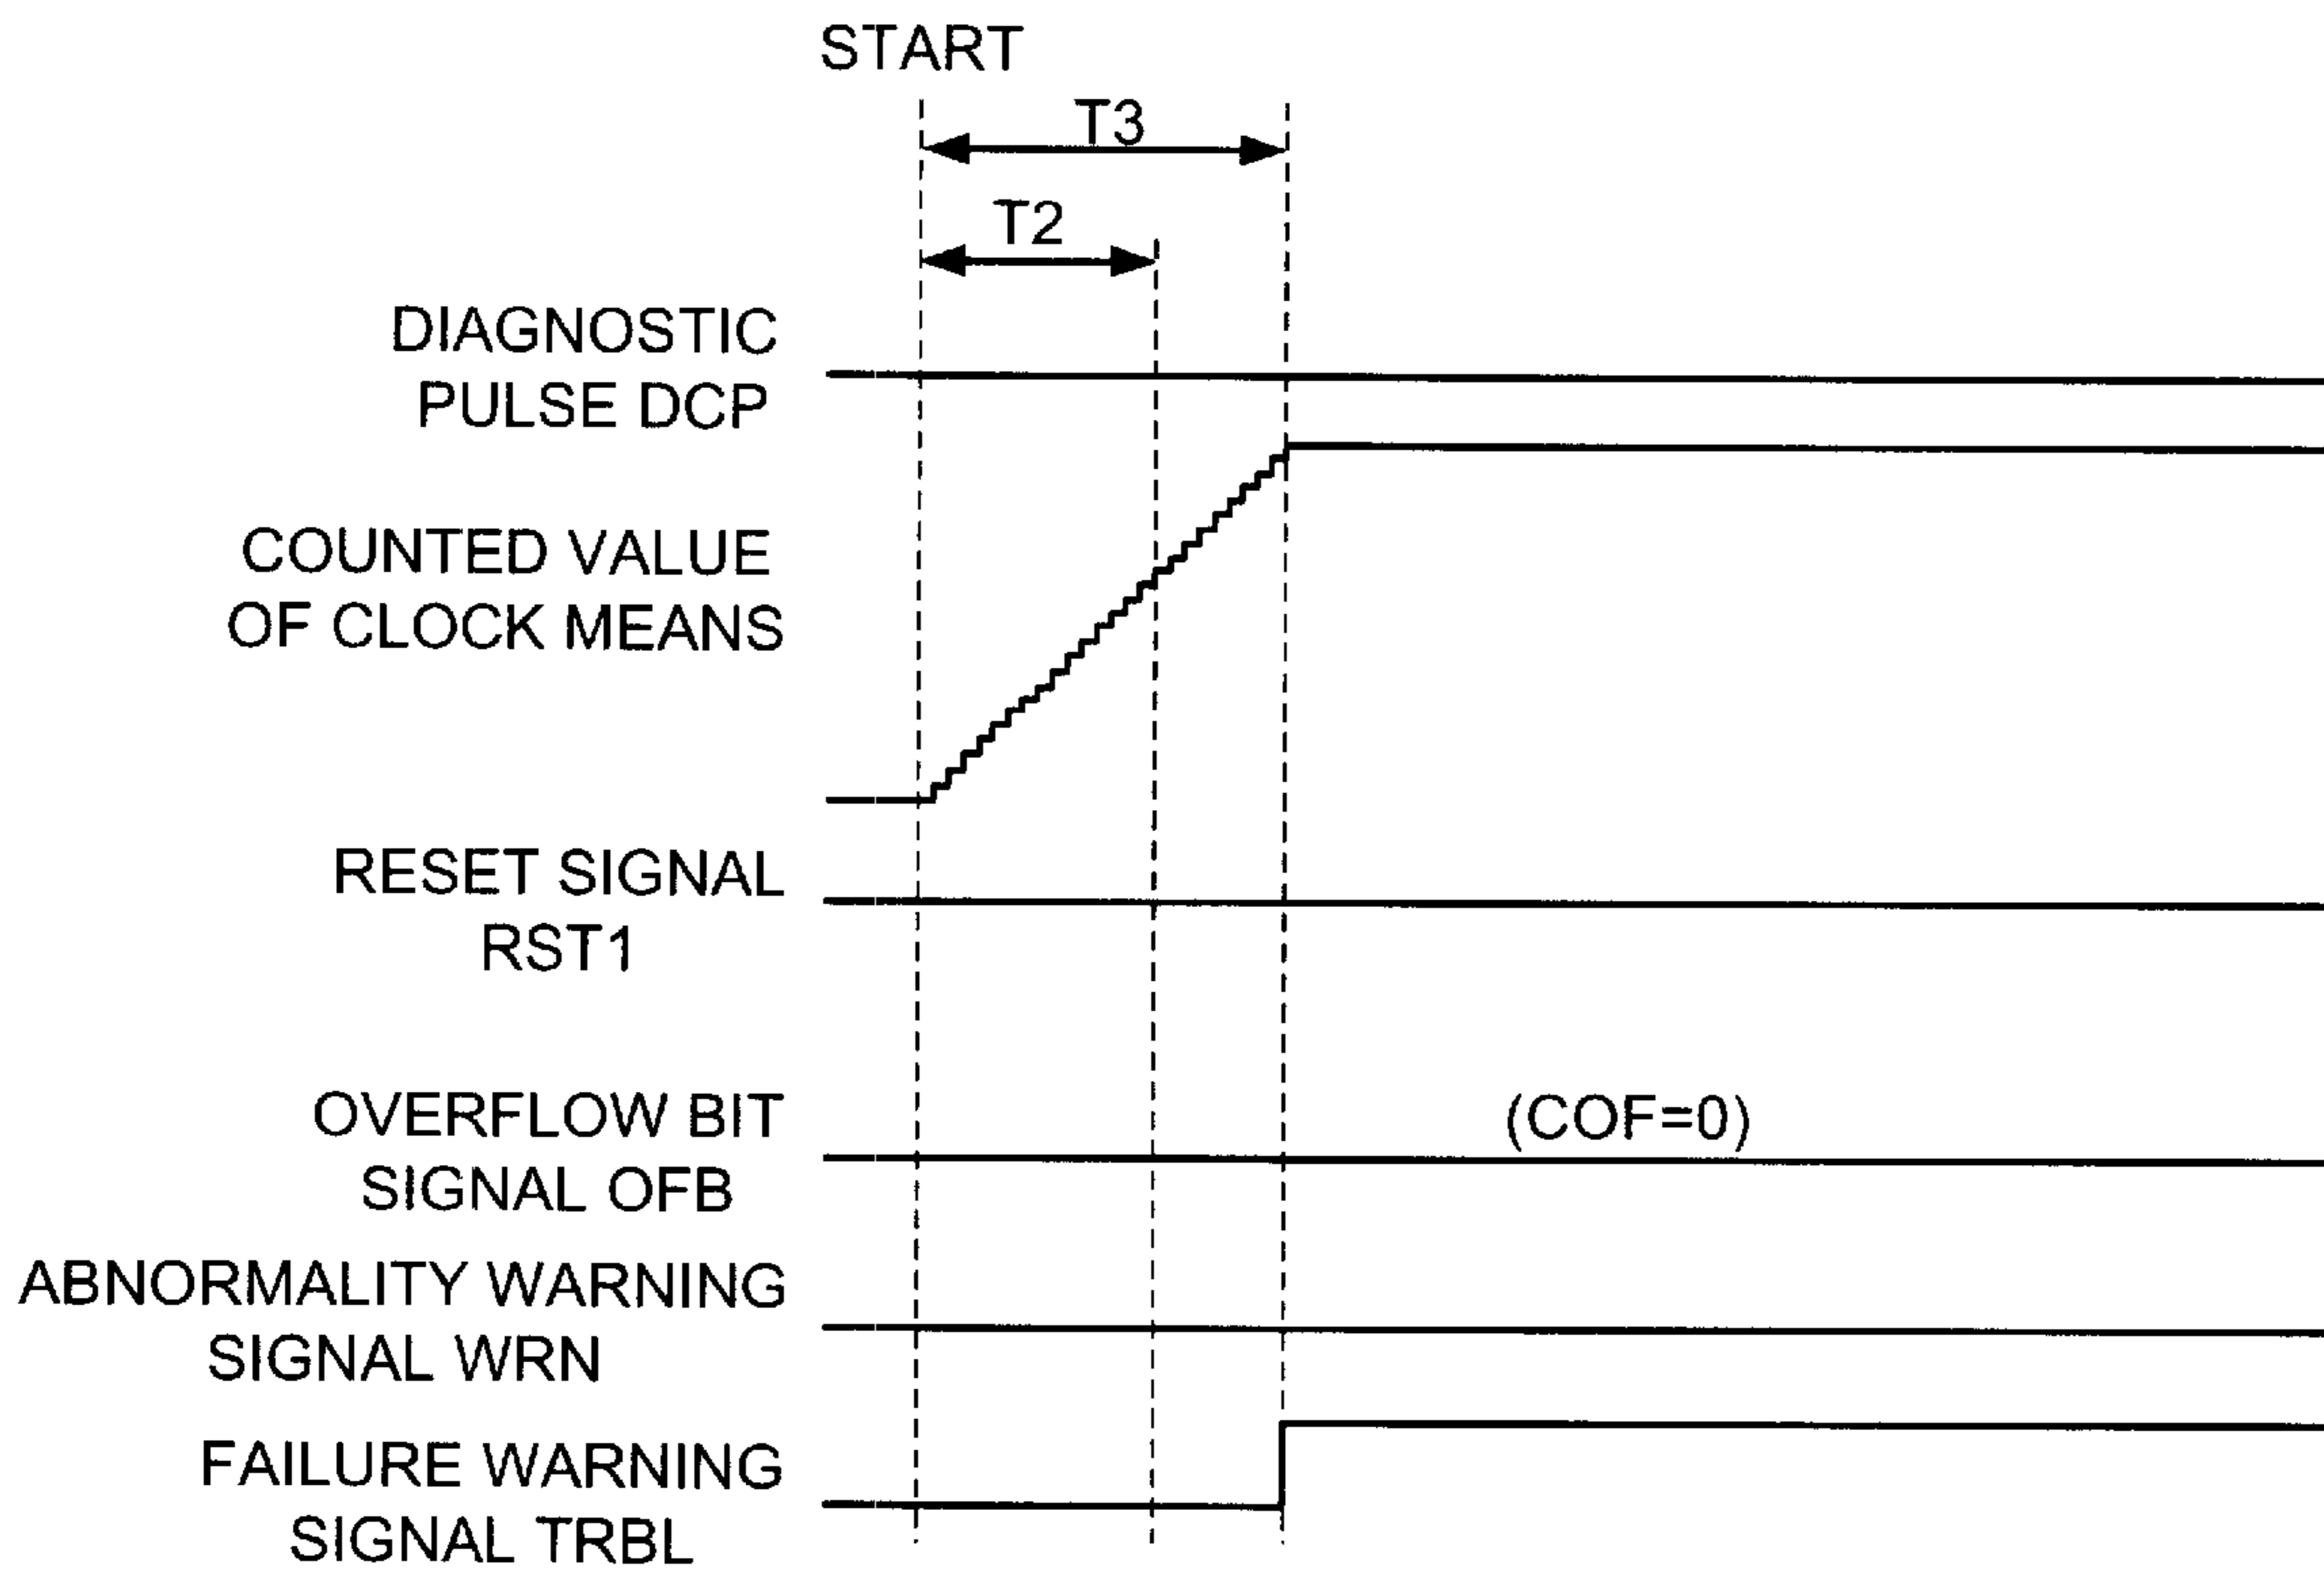 START
T3
T2
DIAGNOSTIC
PULSE DCP
COUNTED VALUE
OF CLOCK MEANS
RESET SIGNAL
RST1
OVERFLOW BIT
SIGNAL OFB
(COF=0)
ABNORMALITY WARNING
SIGNAL WRN
FAILURE WARNING
SIGNAL TRBL